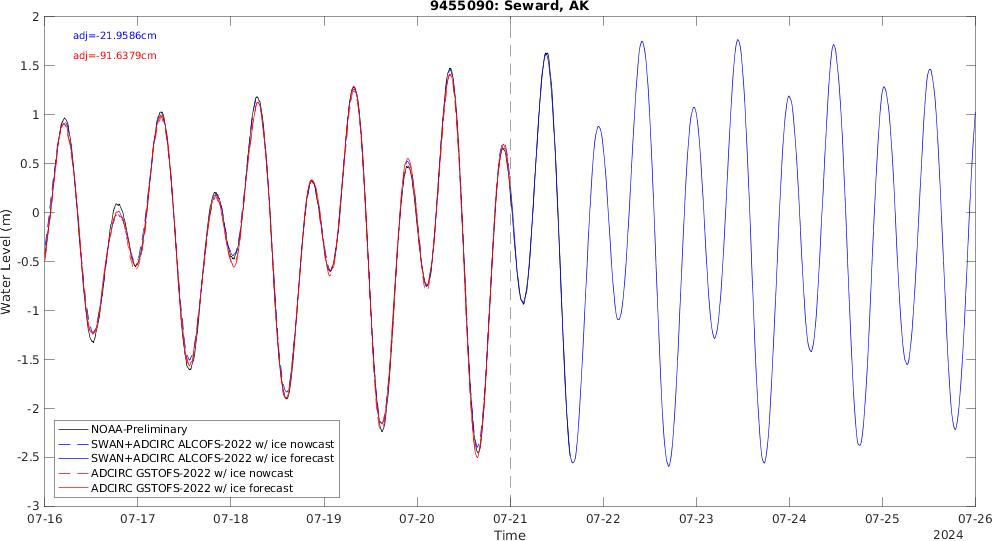 9455090: Seward, AK
adj=-21.9586cm
adj=-91.6379cm
2
1.5
1
0.5
0
-0.5
-1
-1.5
-2
-2.5
-3
Water Level (m)
NOAA-Preliminary
SWAN+ADCIRC ALCOFS-2022 w/ ice nowcast
SWAN+ADCIRC ALCOFS-2022 w/ ice forecast
ADCIRC GSTOFS-2022 w/ ice nowcast
ADCIRC GSTOFS-2022 w/ ice forecast
07-16 07-17 07-18 07-19 07-20 07-21 07-22 07-23 07-24 07-25 07-26
Time
2024